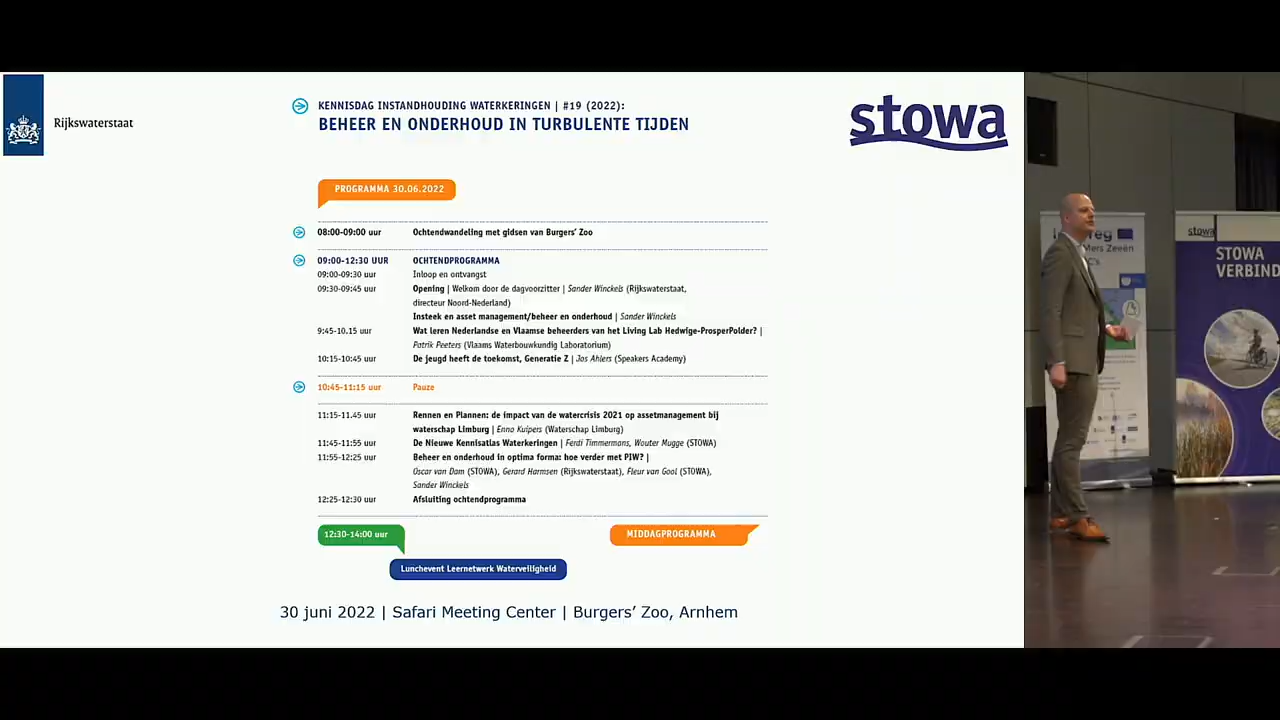 Rijkswaterstaat
KENNISDAG INSTANDHOUDING WATERKERINGEN | #19 (2022):
BEHEER EN ONDERHOUD IN TURBULENTE TIJDEN
stowa
PROGRAMMA 30.06.2022
08:00-09:00 uur Ochtendwandeling met gidsen van Burgers' Zoo
09:00-12:30 UUR OCHTENDPROGRAMMA
09:00-09:30 uur Inloop en ontvangst
09:30-09:45 uur Opening | Welkom door de dagvoorzitter | Sander Winckels (Rijkswaterstaat,
directeur Noord-Nederland)
Insteek en asset management/beheer en onderhoud | Sander Winckels
9:45-10.15 uur Wat leren Nederlandse en Vlaamse beheerders van het Living Lab Hedwige-ProsperPolder? |
Patrik Peeters (Vlaams Waterbouwkundig Laboratorium)
10:15-10:45 uur De jeugd heeft de toekomst, Generatie Z | Jos Ahlers (Speakers Academy)
10:45-11:15 uur Pauze
11:15-11.45 uur Rennen en Plannen: de impact van de watercrisis 2021 op assetmanagement bij
waterschap Limburg | Enno Kuipers (Waterschap Limburg)
11:45-11:55 uur De Nieuwe Kennisatlas Waterkeringen | Ferdi Timmermans, Wouter Mugge (STOWA)
11:55-12:25 uur Beheer en onderhoud in optima forma: hoe verder met PIW? |
Oscar van Dam (STOWA), Gerard Harmsen (Rijkswaterstaat), Fleur van Gool (STOWA),
Sander Winckels
12:25-12:30 uur Afsluiting ochtendprogramma
12:30-14:00 uur
MIDDAGPROGRAMMA
Lunchevent Leernetwerk Waterveiligheid
30 juni 2022 | Safari Meeting Center | Burgers' Zoo, Arnhem
reg
Mers Zeeën
C's
stowa
STOWA
VERBIND